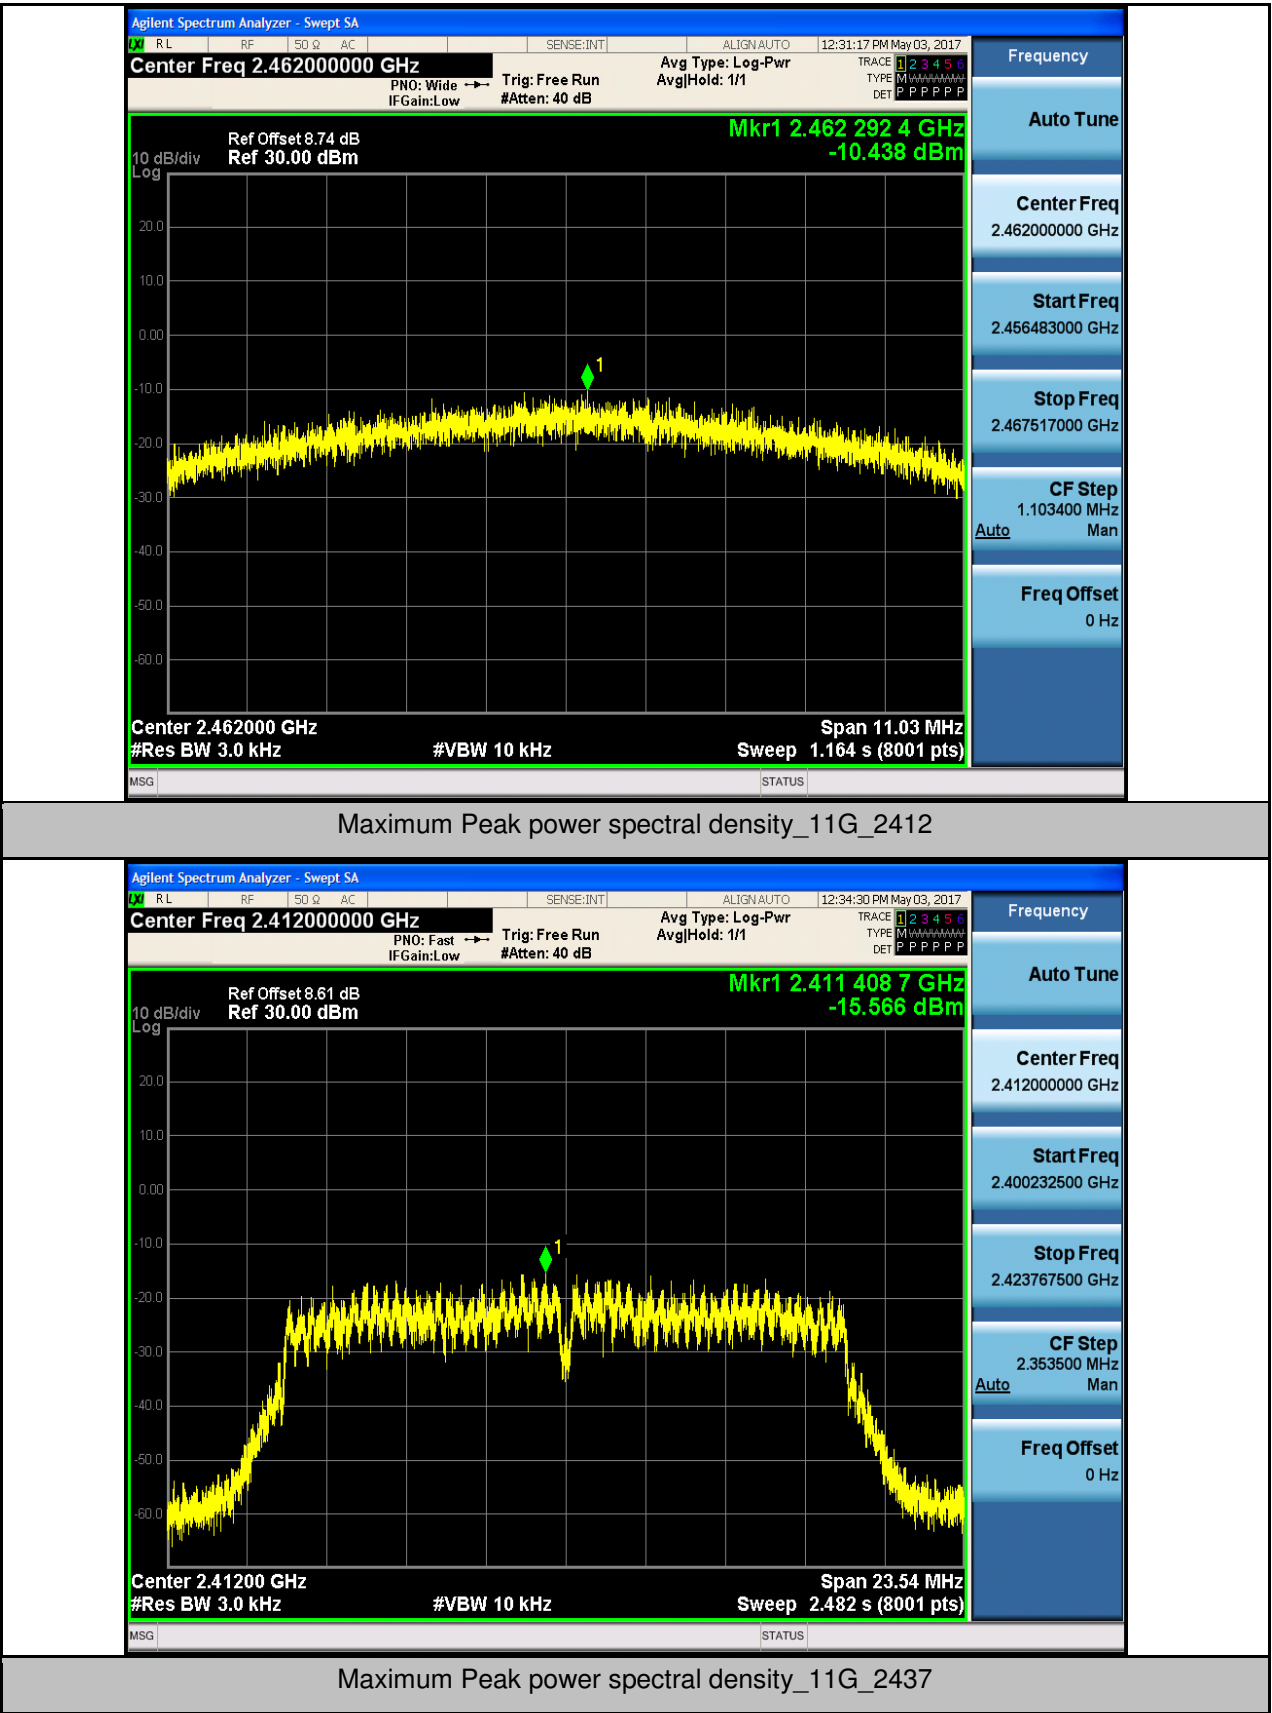 Agilent Spectrum Analyzer - Swept SA
LXI RL RF 50 Ω AC SENSE:INT ALIGN AUTO 12:31:17 PM May 03, 2017
Center Freq 2.462000000 GHz
PNO: Wide
IFGain:Low
Trig: Free Run
#Atten: 40 dB
Avg Type: Log-Pwr
Avg|Hold: 1/1
TRACE 1 2 3 4 5 6
TYPE M
DET P P P P P P
Ref Offset 8.74 dB
10 dB/div Ref 30.00 dBm
Log
Mkr1 2.462 292 4 GHz
-10.438 dBm
1
20.0
10.0
0.00
-10.0
-20.0
-30.0
-40.0
-50.0
-60.0
Center 2.462000 GHz Span 11.03 MHz
#Res BW 3.0 kHz #VBW 10 kHz Sweep 1.164 s (8001 pts)
MSG STATUS
Frequency
Auto Tune
Center Freq
2.462000000 GHz
Start Freq
2.456483000 GHz
Stop Freq
2.467517000 GHz
CF Step
1.103400 MHz
Auto Man
Freq Offset
0 Hz
Maximum Peak power spectral density_11G_2412
Agilent Spectrum Analyzer - Swept SA
LXI RL RF 50 Ω AC SENSE:INT ALIGN AUTO 12:34:30 PM May 03, 2017
Center Freq 2.412000000 GHz
PNO: Fast
IFGain:Low
Trig: Free Run
#Atten: 40 dB
Avg Type: Log-Pwr
Avg|Hold: 1/1
TRACE 1 2 3 4 5 6
TYPE M
DET P P P P P P
Ref Offset 8.61 dB
10 dB/div Ref 30.00 dBm
Log
Mkr1 2.411 408 7 GHz
-15.566 dBm
1
20.0
10.0
0.00
-10.0
-20.0
-30.0
-40.0
-50.0
-60.0
Center 2.41200 GHz Span 23.54 MHz
#Res BW 3.0 kHz #VBW 10 kHz Sweep 2.482 s (8001 pts)
MSG STATUS
Frequency
Auto Tune
Center Freq
2.412000000 GHz
Start Freq
2.400232500 GHz
Stop Freq
2.423767500 GHz
CF Step
2.353500 MHz
Auto Man
Freq Offset
0 Hz
Maximum Peak power spectral density_11G_2437